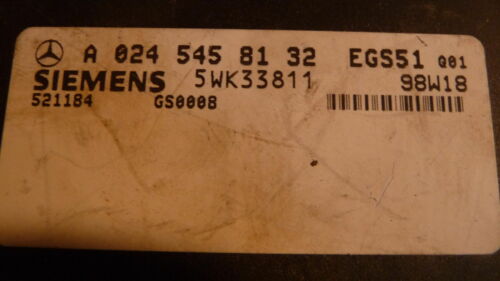 A 024 545 81 32 EGS51 Q01
SIEMENS 5WK33811 98W18
521184 GS0008